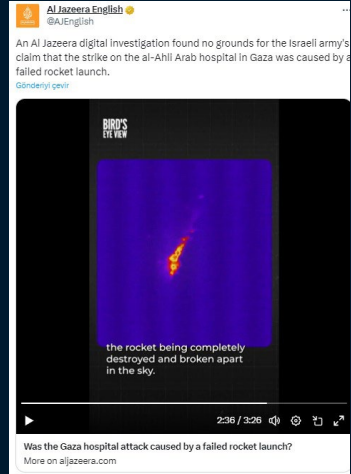 Al Jazeera English
@AJEnglish
An Al Jazeera digital investigation found no grounds for the Israeli army's
claim that the strike on the al-Ahli Arab hospital in Gaza was caused by a
failed rocket launch.
Gönderiyi çevir
BIRD'S
EYE VIEW
the rocket being completely
destroyed and broken apart
in the sky.
2:36 / 3:26
Was the Gaza hospital attack caused by a failed rocket launch?
More on aljazeera.com